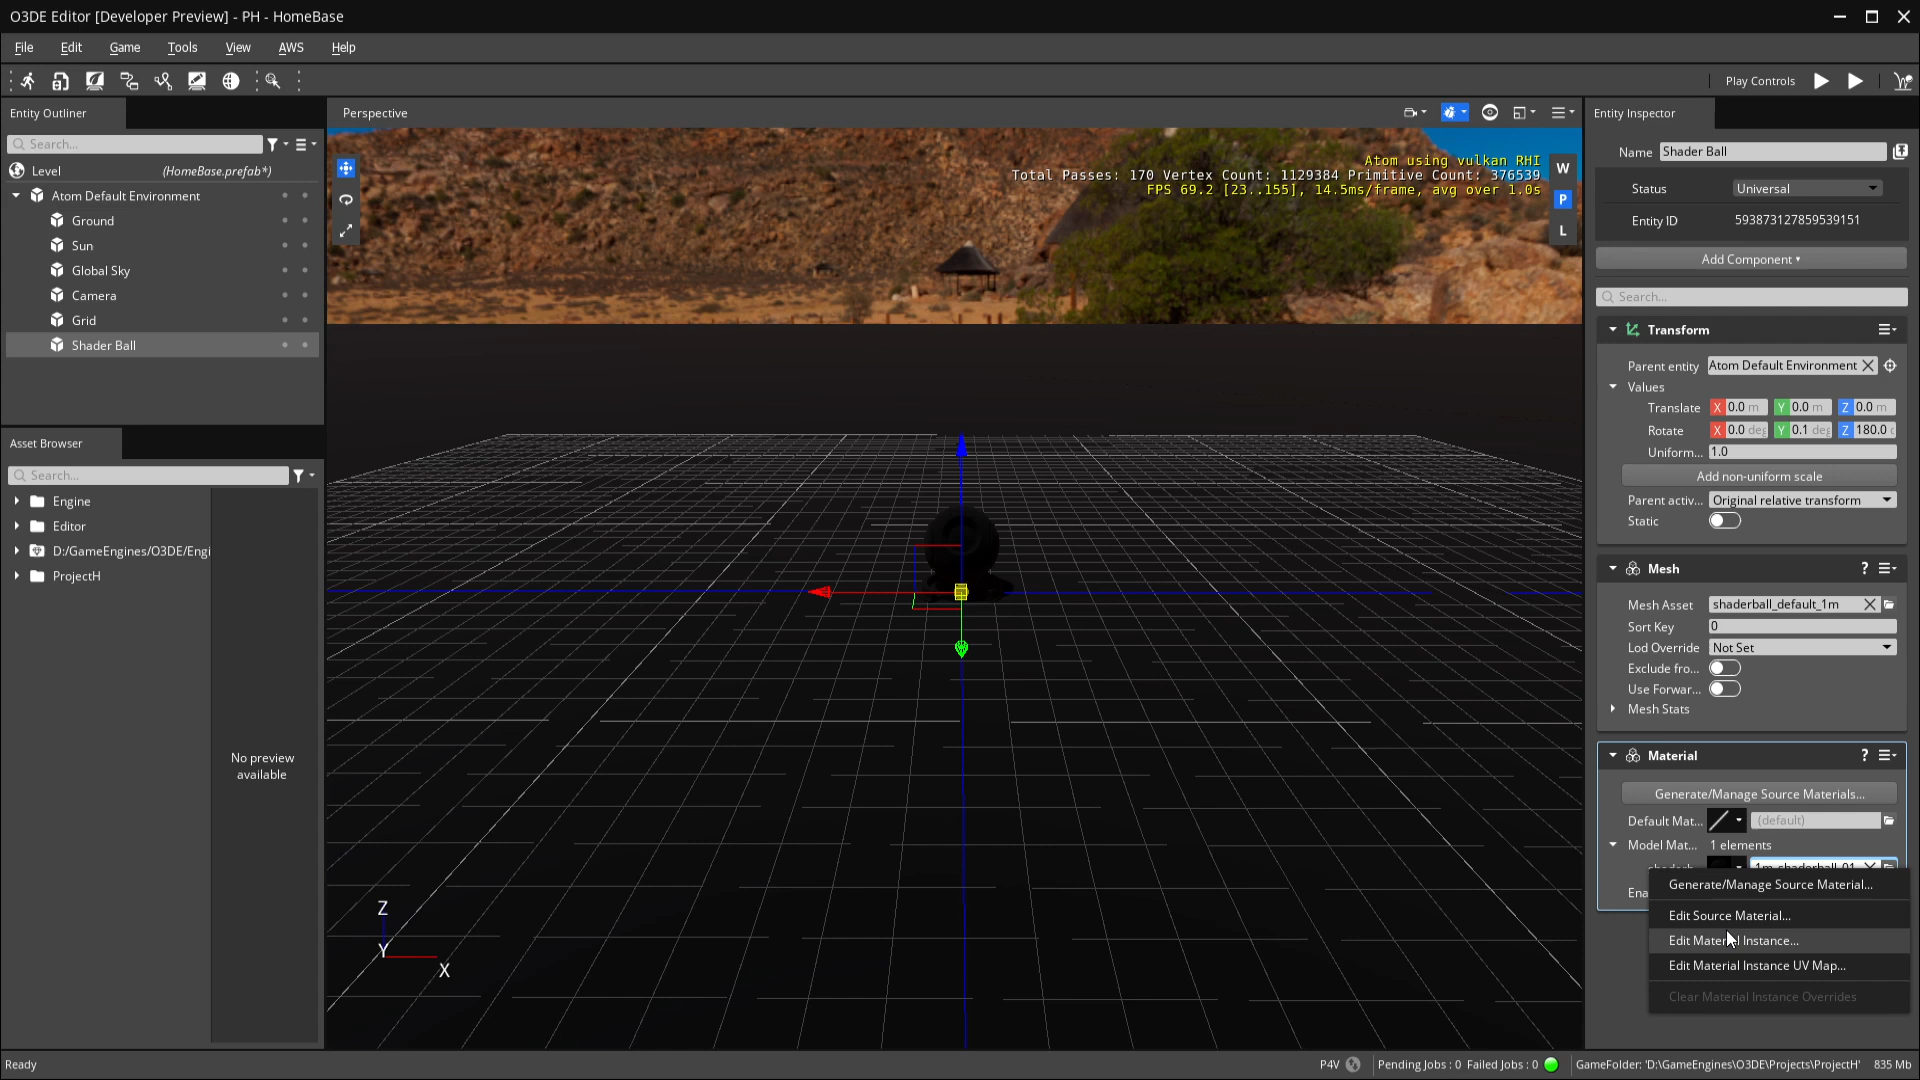 O3DE Editor [Developer Preview] - PH - HomeBase
File Edit Game Tools View AWS Help
Play Controls
Entity Outliner
Search...
Level (HomeBase.prefab*)
Atom Default Environment
Ground
Sun
Global Sky
Camera
Grid
Shader Ball
Asset Browser
Search...
Engine
Editor
D:/GameEngines/O3DE/Engi
ProjectH
No preview
available
Perspective
Atom using vulkan RHI
Total Passes: 170 Vertex Count: 1129384 Primitive Count: 376539
FPS 69.2 [23..155], 14.5ms/frame, avg over 1.0s
W
P
L
Z
Y
X
Entity Inspector
Name Shader Ball
Status Universal
Entity ID 593873127859539151
Add Component
Search...
Transform
Parent entity Atom Default Environment
Values
Translate X 0.0 m Y 0.0 m Z 0.0 m
Rotate X 0.0 deg Y 0.1 deg Z 180.0
Uniform... 1.0
Add non-uniform scale
Parent activ... Original relative transform
Static
Mesh ?
Mesh Asset shaderball_default_1m
Sort Key 0
Lod Override Not Set
Exclude fro...
Use Forwar...
Mesh Stats
Material ?
Generate/Manage Source Materials...
Default Mat... (default)
Model Mat... 1 elements
Ena
Generate/Manage Source Material...
Edit Source Material...
Edit Material Instance...
Edit Material Instance UV Map...
Clear Material Instance Overrides
Ready
P4V Pending Jobs : 0 Failed Jobs : 0 GameFolder: 'D:\GameEngines\O3DE\Projects\ProjectH' 835 Mb